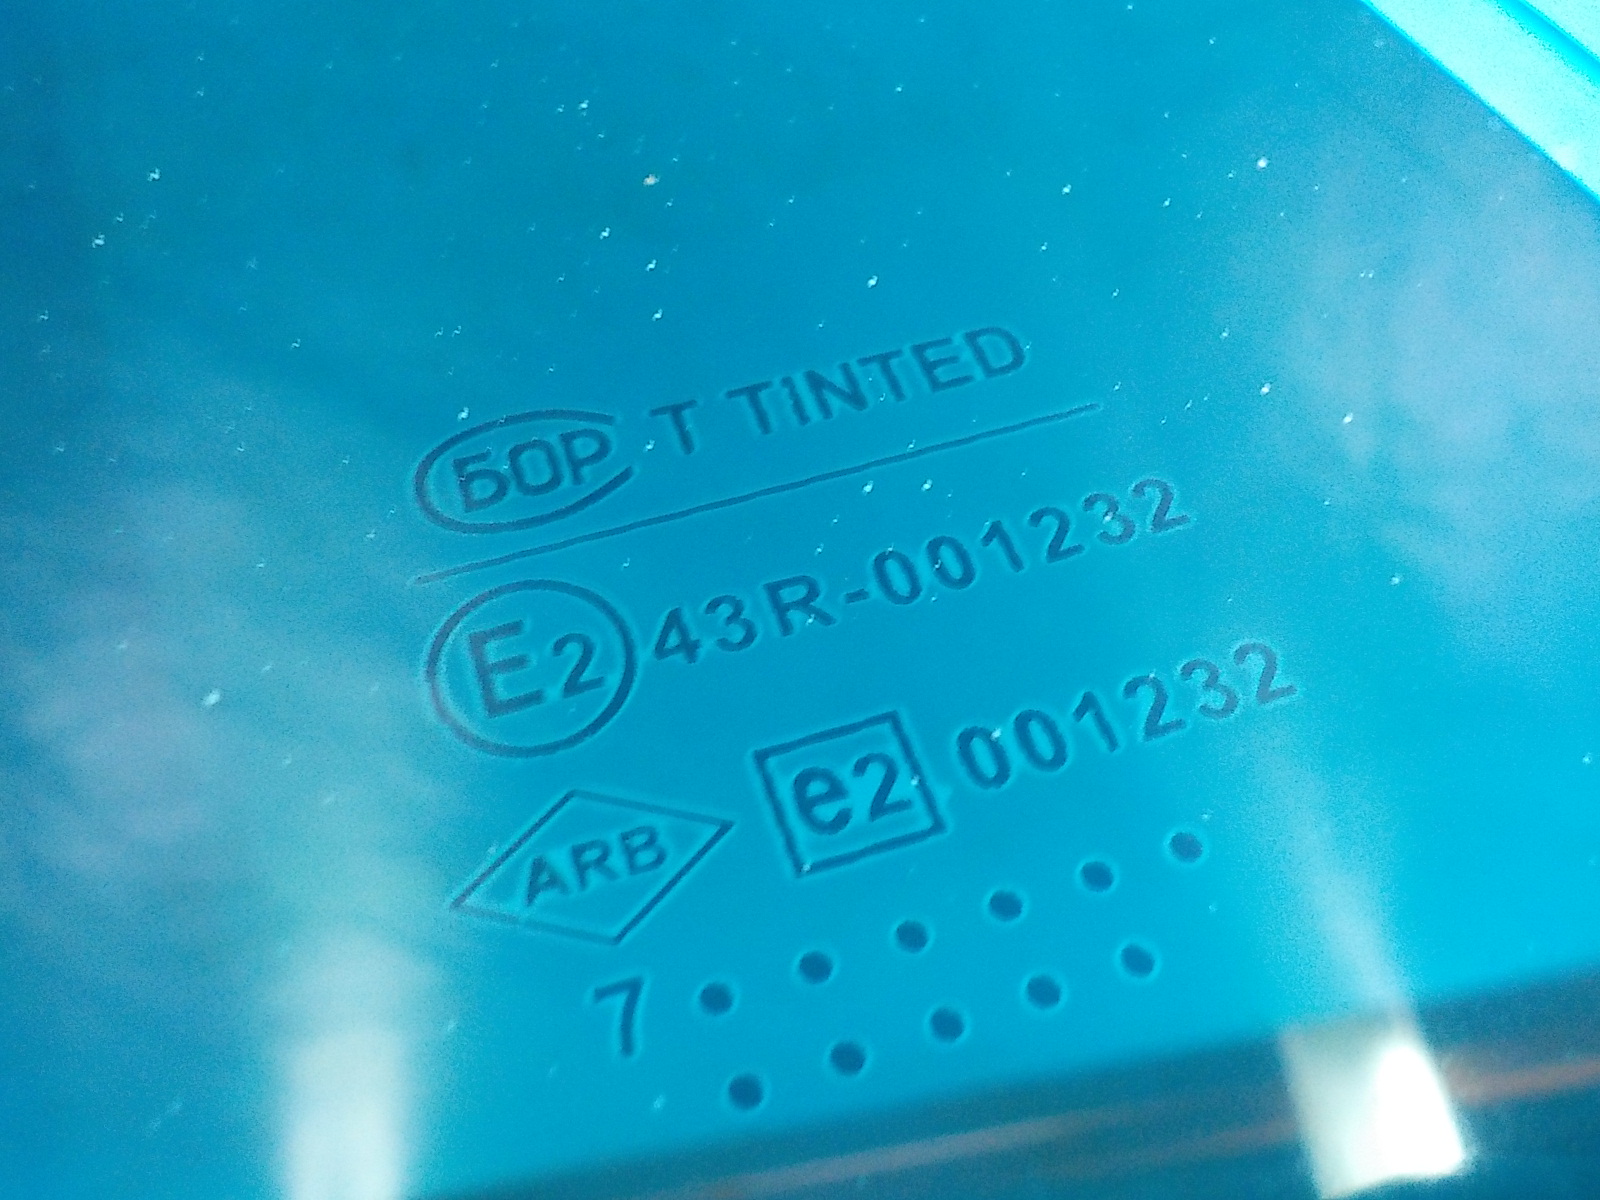 БОР T TINTED
E2 43R-001232
ARB e2 001232
7